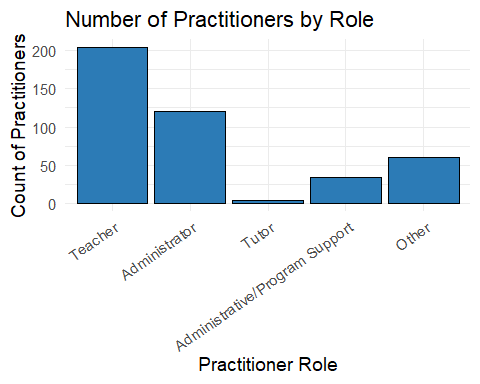 Number of Practitioners by Role
Count of Practitioners
200
150
100
50
0
Teacher
Administrator
Tutor
Administrative/Program Support
Other
Practitioner Role